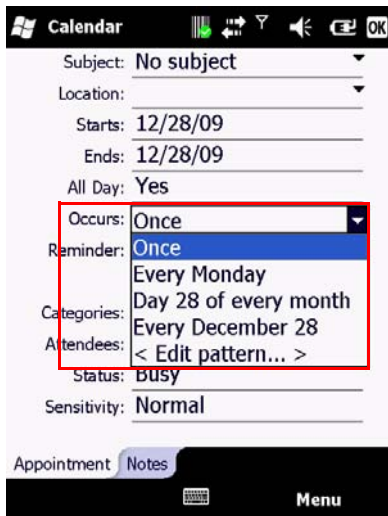 Calendar OK
Subject: No subject
Location:
Starts: 12/28/09
Ends: 12/28/09
All Day: Yes
Occurs: Once
Reminder: Once
Every Monday
Categories: Day 28 of every month
Every December 28
Attendees: < Edit pattern... >
Status: Busy
Sensitivity: Normal
Appointment Notes
Menu